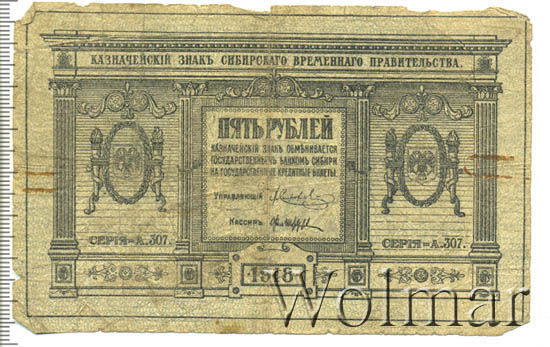 КАЗНАЧЕЙСКІЙ ЗНАКЪ СИБИРСКАГО ВРЕМЕННАГО ПРАВИТЕЛЬСТВА.
ПЯТЬ РУБЛЕЙ
КАЗНАЧЕЙСКІЙ ЗНАКЪ ОБМѢНИВАЕТСЯ
ГОСУДАРСТВЕННЫМЪ БАНКОМЪ СИБИРИ
НА ГОСУДАРСТВЕННЫЕ КРЕДИТНЫЕ БИЛЕТЫ.
УПРАВЛЯЮЩІЙ
КАССИРЪ
СЕРІЯ=А.307.
СЕРІЯ=А.307.
1918 г.
Wolmar